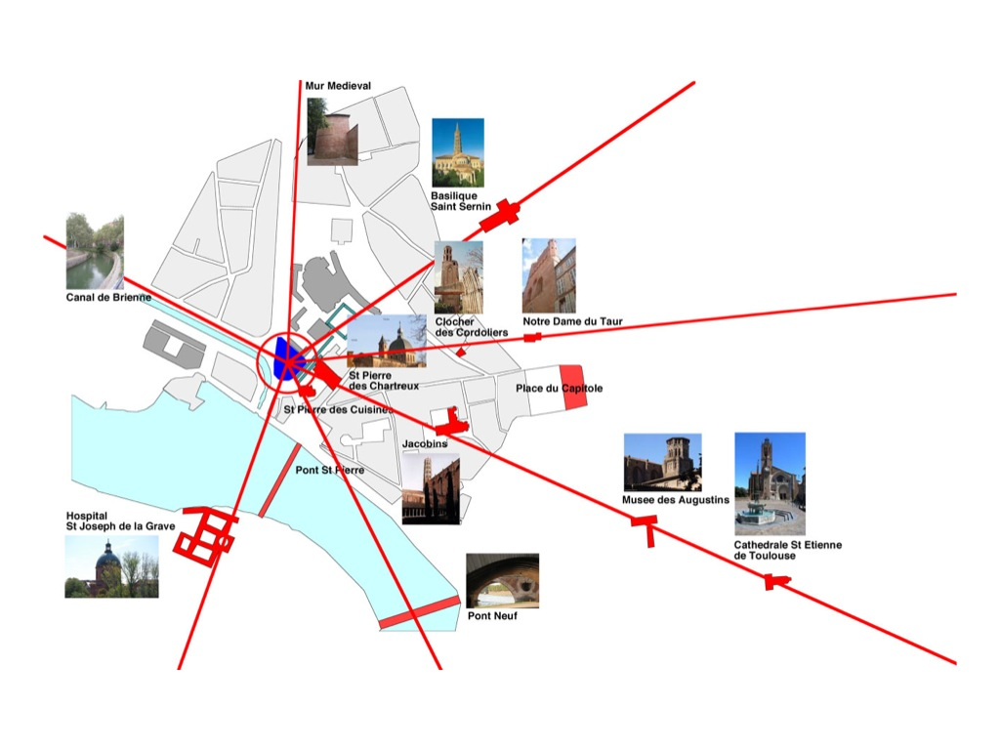 Mur Medieval
Basilique
Saint Sernin
Canal de Brienne
Clocher
des Cordoliers
Notre Dame du Taur
St Pierre
des Chartreux
Place du Capitole
St Pierre des Cuisines
Jacobins
Pont St Pierre
Musee des Augustins
Hospital
St Joseph de la Grave
Cathedrale St Etienne
de Toulouse
Pont Neuf